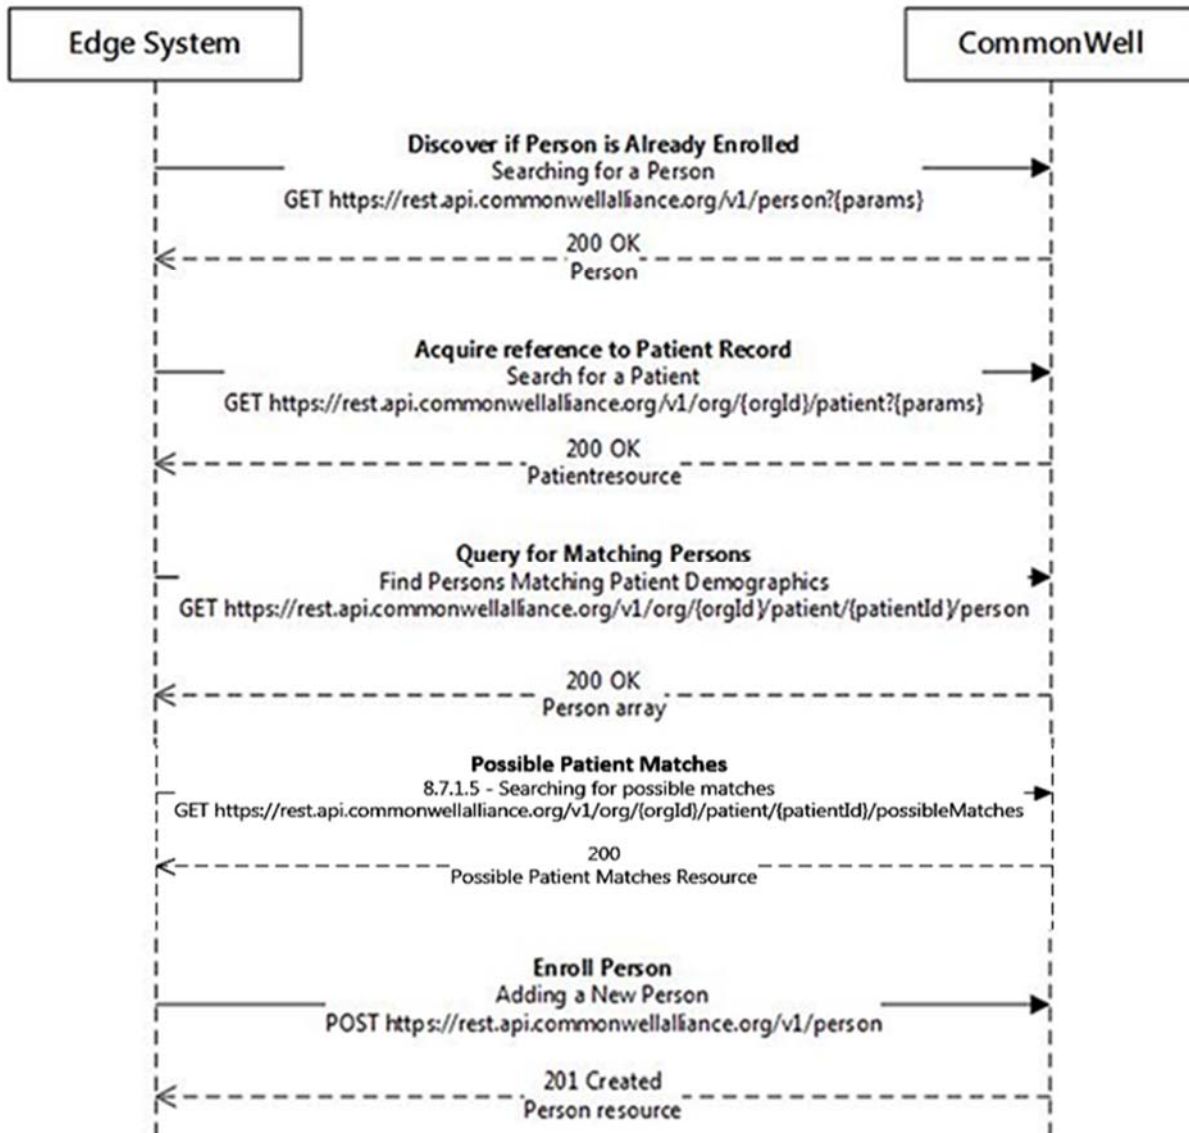 Edge System
CommonWell
Discover if Person is Already Enrolled
Searching for a Person
GET https://rest.api.commonwellalliance.org/v1/person?{params}
200 OK
Person
Acquire reference to Patient Record
Search for a Patient
GET https://rest.api.commonwellalliance.org/v1/org/{orgId}/patient?{params}
200 OK
Patientresource
Query for Matching Persons
Find Persons Matching Patient Demographics
GET https://rest.api.commonwellalliance.org/v1/org/{orgId}/patient/{patientId}/person
200 OK
Person array
Possible Patient Matches
8.7.1.5 - Searching for possible matches
GET https://rest.api.commonwellalliance.org/v1/org/{orgId}/patient/{patientId}/possibleMatches
200
Possible Patient Matches Resource
Enroll Person
Adding a New Person
POST https://rest.api.commonwellalliance.org/v1/person
201 Created
Person resource